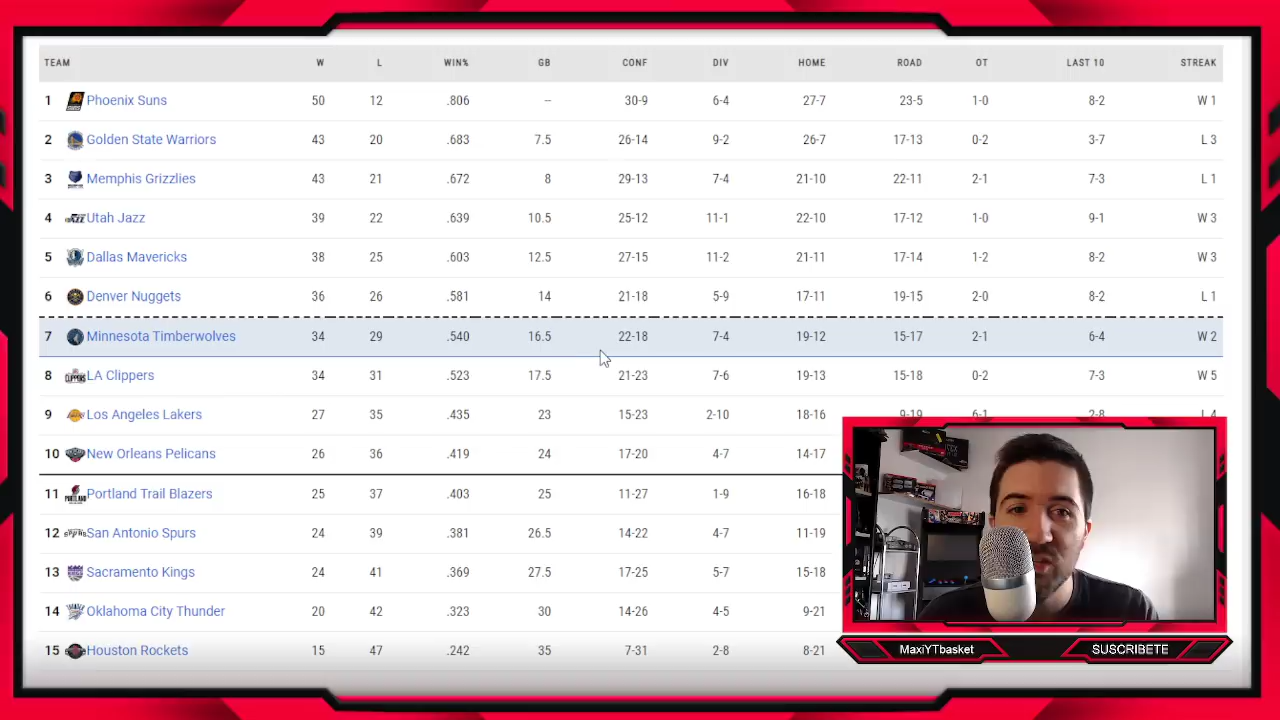 TEAM W L WIN% GB CONF DIV HOME ROAD OT LAST 10 STREAK
1 Phoenix Suns 50 12 .806 -- 30-9 6-4 27-7 23-5 1-0 8-2 W 1
2 Golden State Warriors 43 20 .683 7.5 26-14 9-2 26-7 17-13 0-2 3-7 L 3
3 Memphis Grizzlies 43 21 .672 8 29-13 7-4 21-10 22-11 2-1 7-3 L 1
4 Utah Jazz 39 22 .639 10.5 25-12 11-1 22-10 17-12 1-0 9-1 W 3
5 Dallas Mavericks 38 25 .603 12.5 27-15 11-2 21-11 17-14 1-2 8-2 W 3
6 Denver Nuggets 36 26 .581 14 21-18 5-9 17-11 19-15 2-0 8-2 L 1
7 Minnesota Timberwolves 34 29 .540 16.5 22-18 7-4 19-12 15-17 2-1 6-4 W 2
8 LA Clippers 34 31 .523 17.5 21-23 7-6 19-13 15-18 0-2 7-3 W 5
9 Los Angeles Lakers 27 35 .435 23 15-23 2-10 18-16 9-19 6-1 2-8 L 4
10 New Orleans Pelicans 26 36 .419 24 17-20 4-7 14-17
11 Portland Trail Blazers 25 37 .403 25 11-27 1-9 16-18
12 San Antonio Spurs 24 39 .381 26.5 14-22 4-7 11-19
13 Sacramento Kings 24 41 .369 27.5 17-25 5-7 15-18
14 Oklahoma City Thunder 20 42 .323 30 14-26 4-5 9-21
15 Houston Rockets 15 47 .242 35 7-31 2-8 8-21
MaxiYTbasket SUSCRIBETE